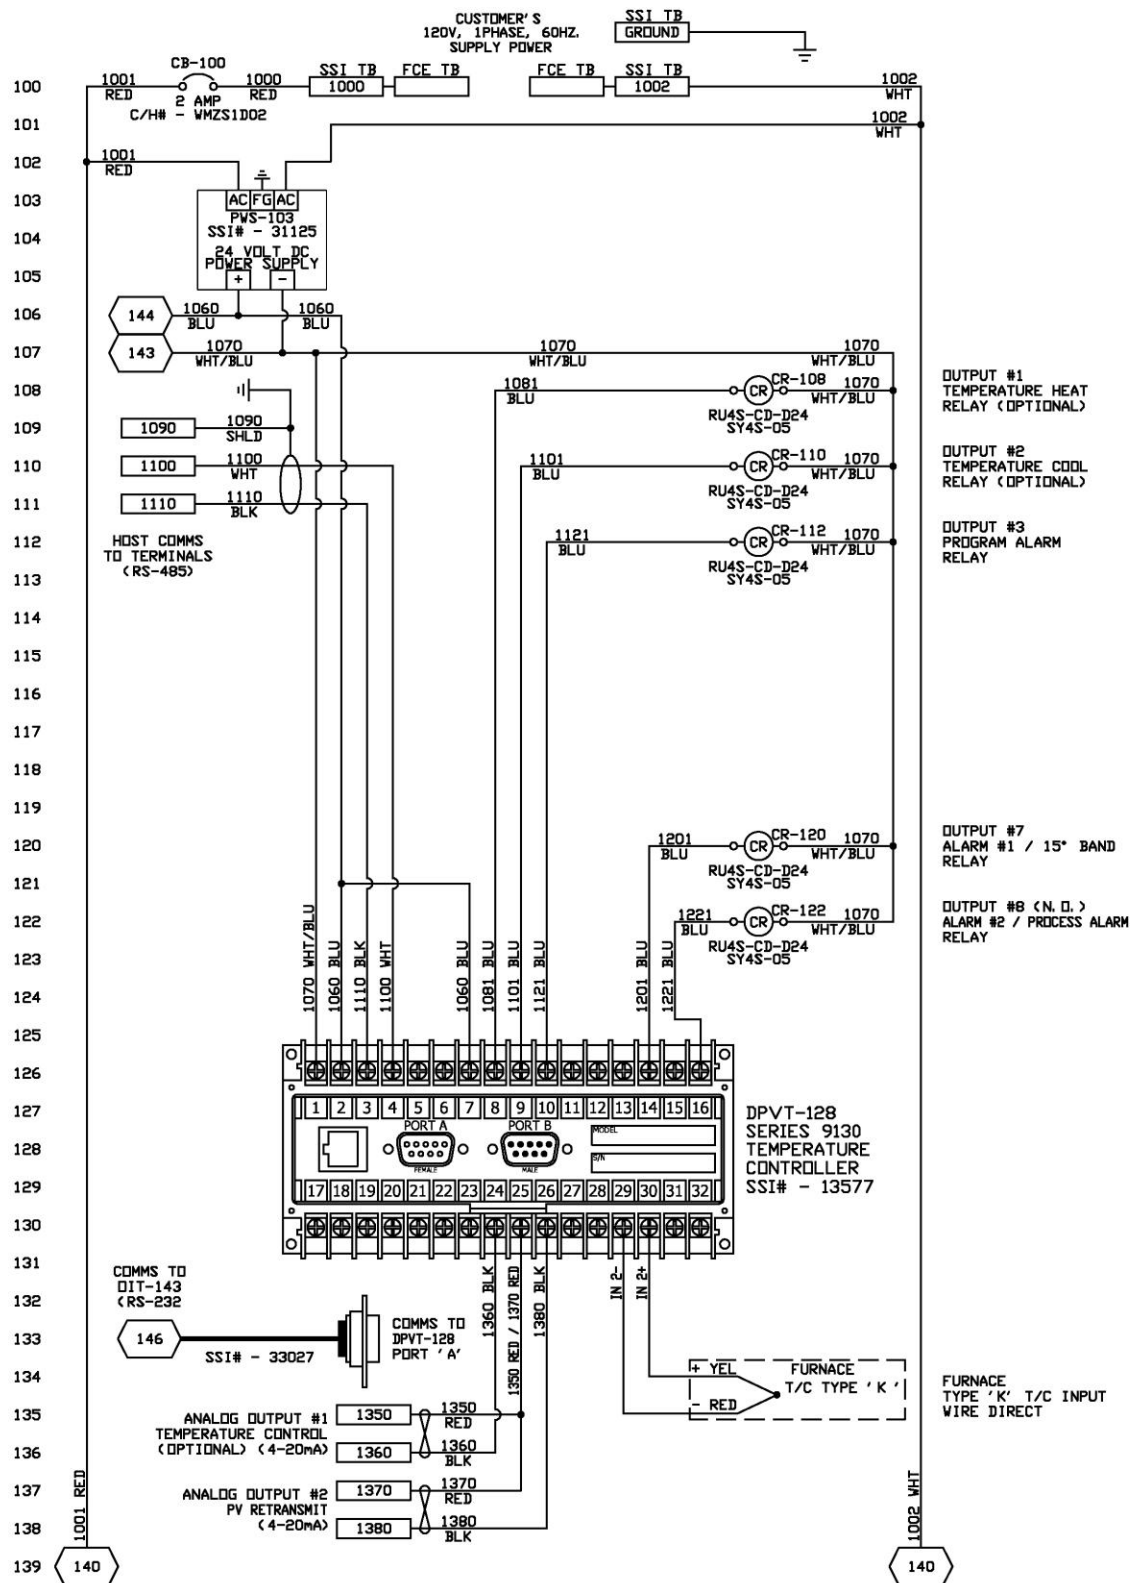 CUSTOMER'S
120V, 1PHASE, 60HZ.
SUPPLY POWER
SSI TB
GROUND
CB-100
100
1001
RED
1000
RED
2 AMP
C/H# - WMZS1D02
SSI TB
1000
FCE TB
FCE TB
SSI TB
1002
1002
WHT
101
1002
WHT
102
1001
RED
103
AC FG AC
PWS-103
SSI# - 31125
104
24 VOLT DC
POWER SUPPLY
105
+ -
106
144
1060
BLU
1060
BLU
107
143
1070
WHT/BLU
1070
WHT/BLU
1070
WHT/BLU
108
1081
BLU
CR
CR-108
1070
WHT/BLU
RU4S-CD-D24
SY4S-05
OUTPUT #1
TEMPERATURE HEAT
RELAY (OPTIONAL)
109
1090
1090
SHLD
110
1100
1100
WHT
1101
BLU
CR
CR-110
1070
WHT/BLU
RU4S-CD-D24
SY4S-05
OUTPUT #2
TEMPERATURE COOL
RELAY (OPTIONAL)
111
1110
1110
BLK
112
HOST COMMS
TO TERMINALS
(RS-485)
1121
BLU
CR
CR-112
1070
WHT/BLU
RU4S-CD-D24
SY4S-05
OUTPUT #3
PROGRAM ALARM
RELAY
113
114
115
116
117
118
119
120
1201
BLU
CR
CR-120
1070
WHT/BLU
RU4S-CD-D24
SY4S-05
OUTPUT #7
ALARM #1 / 15° BAND
RELAY
121
122
1221
BLU
CR
CR-122
1070
WHT/BLU
RU4S-CD-D24
SY4S-05
OUTPUT #8 (N.O.)
ALARM #2 / PROCESS ALARM
RELAY
123
124
1070 WHT/BLU
1060 BLU
1110 BLK
1100 WHT
1060 BLU
1081 BLU
1101 BLU
1121 BLU
1201 BLU
1221 BLU
125
126
127
1 2 3 4 5 6 7 8 9 10 11 12 13 14 15 16
128
PORT A
FEMALE
PORT B
MALE
MODEL
S/N
DPVT-128
SERIES 9130
TEMPERATURE
CONTROLLER
SSI# - 13577
129
17 18 19 20 21 22 23 24 25 26 27 28 29 30 31 32
130
131
1360 BLK
1350 RED / 1370 RED
1380 BLK
IN 2-
IN 2+
132
COMMS TO
OIT-143
(RS-232
133
146
SSI# - 33027
COMMS TO
DPVT-128
PORT 'A'
134
+ YEL
- RED
FURNACE
T/C TYPE 'K'
FURNACE
TYPE 'K' T/C INPUT
WIRE DIRECT
135
ANALOG OUTPUT #1
TEMPERATURE CONTROL
(OPTIONAL) (4-20mA)
1350
1350
RED
136
1360
1360
BLK
137
ANALOG OUTPUT #2
PV RETRANSMIT
(4-20mA)
1370
1370
RED
138
1380
1380
BLK
1001 RED
1002 WHT
139
140
140